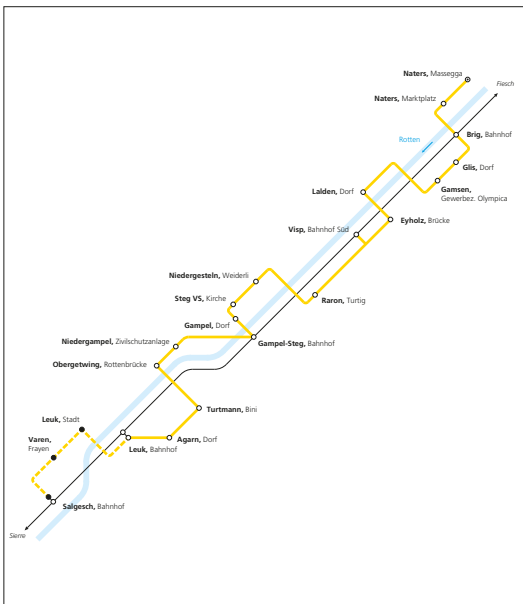 Naters, Massegga
Fiesch
Naters, Marktplatz
Brig, Bahnhof
Rotten
Glis, Dorf
Gamsen,
Gewerbez. Olympica
Lalden, Dorf
Eyholz, Brücke
Visp, Bahnhof Süd
Niedergesteln, Weiderli
Steg VS, Kirche
Raron, Turtig
Gampel, Dorf
Niedergampel, Zivilschutzanlage
Gampel-Steg, Bahnhof
Obergetwing, Rottenbrücke
Turtmann, Bini
Leuk, Stadt
Varen,
Frayen
Agarn, Dorf
Leuk, Bahnhof
Salgesch, Bahnhof
Sierre